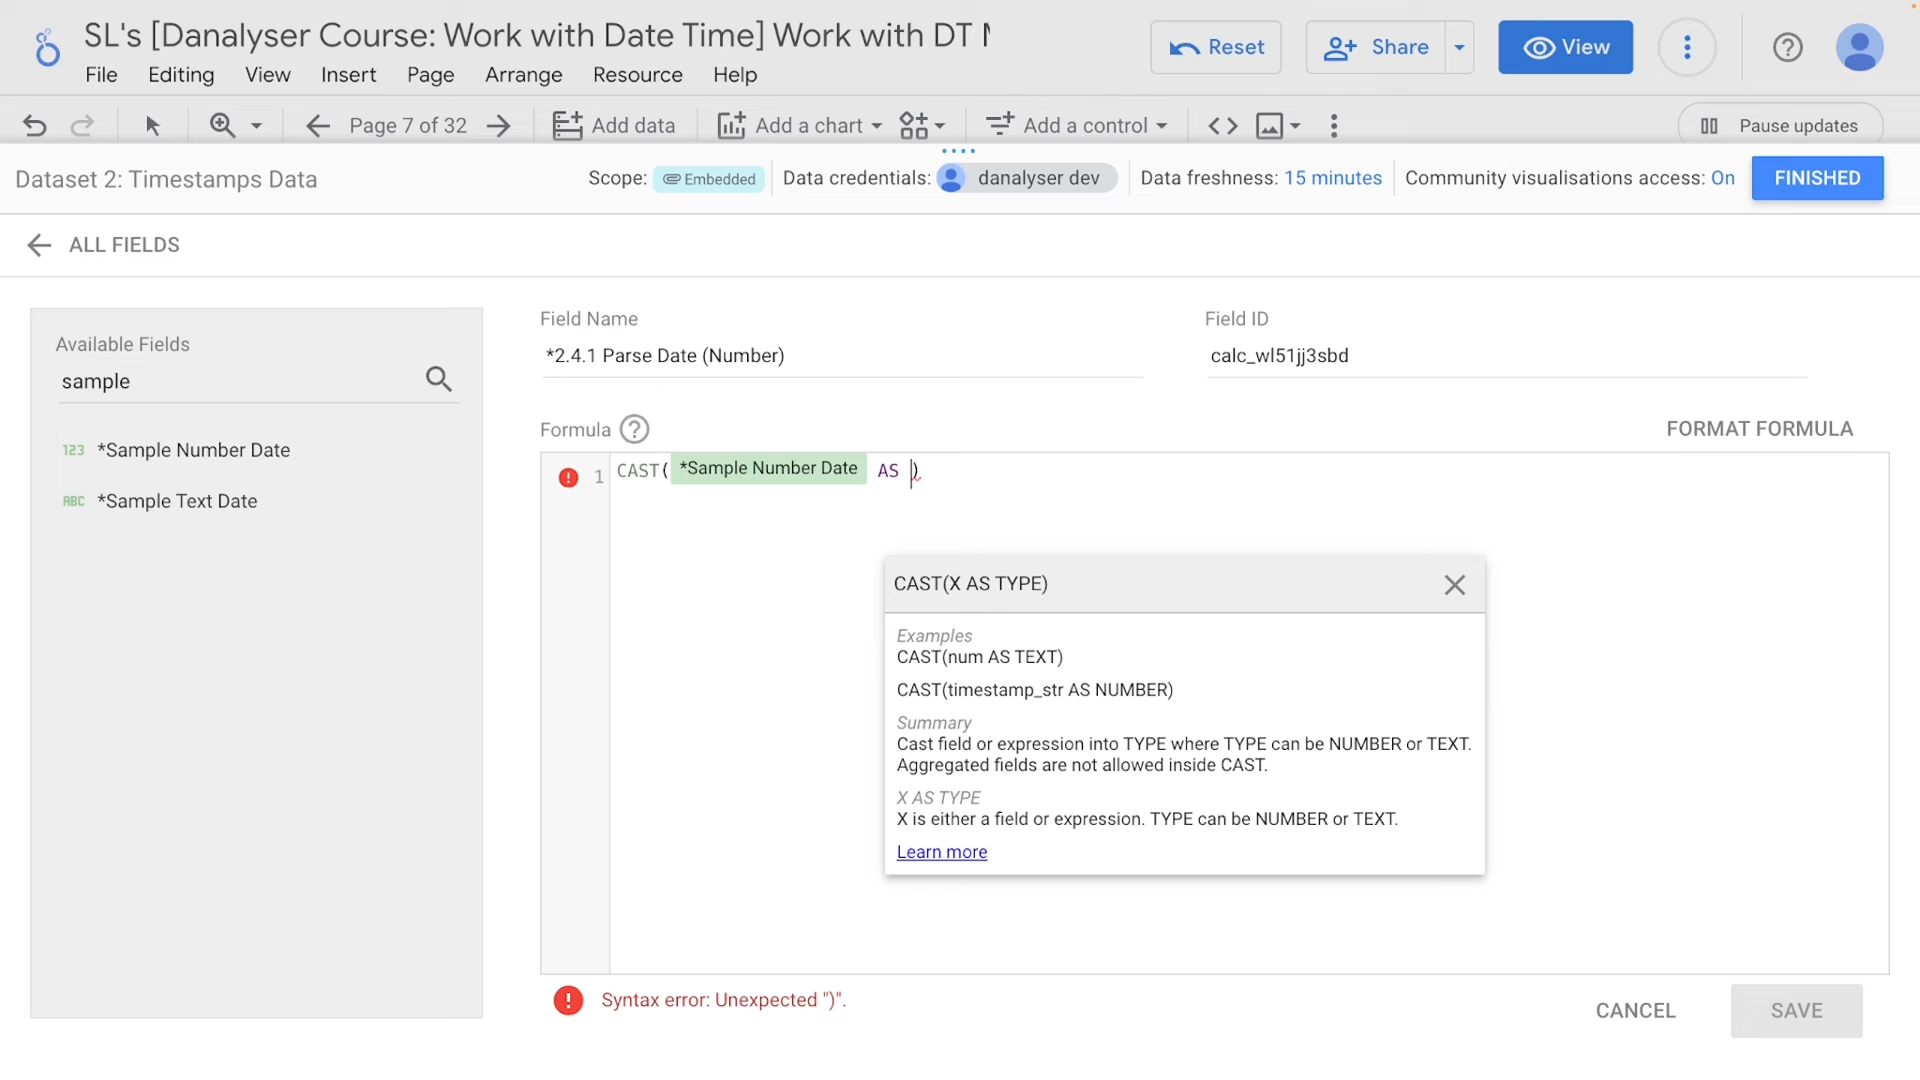 SL's [Danalyser Course: Work with Date Time] Work with DT
Reset
Share
View
File Editing View Insert Page Arrange Resource Help
Page 7 of 32
Add data
Add a chart
Add a control
Pause updates
Dataset 2: Timestamps Data
Scope: Embedded
Data credentials: danalyser dev
Data freshness: 15 minutes
Community visualisations access: On
FINISHED
ALL FIELDS
Available Fields
sample
123 *Sample Number Date
ABC *Sample Text Date
Field Name
*2.4.1 Parse Date (Number)
Field ID
calc_wl51jj3sbd
Formula
FORMAT FORMULA
1 CAST( *Sample Number Date AS )
CAST(X AS TYPE)
Examples
CAST(num AS TEXT)
CAST(timestamp_str AS NUMBER)
Summary
Cast field or expression into TYPE where TYPE can be NUMBER or TEXT.
Aggregated fields are not allowed inside CAST.
X AS TYPE
X is either a field or expression. TYPE can be NUMBER or TEXT.
Learn more
Syntax error: Unexpected ")".
CANCEL
SAVE